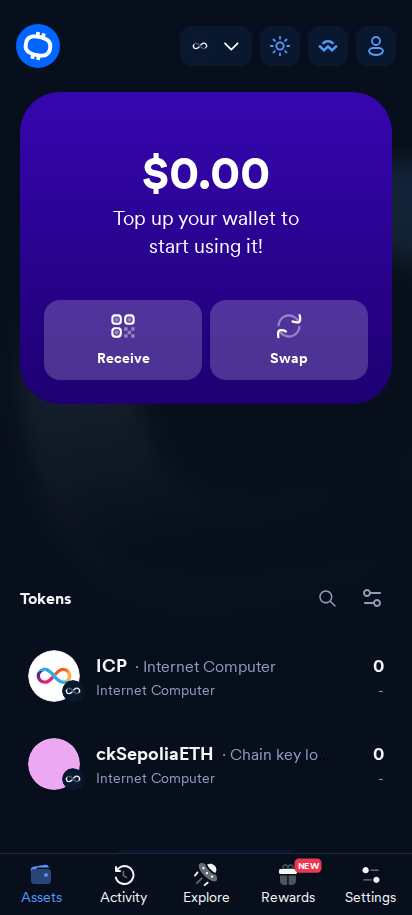 $0.00
Top up your wallet to
start using it!
Receive
Swap
Tokens
ICP · Internet Computer
0
Internet Computer
-
ckSepoliaETH · Chain key lo
0
Internet Computer
-
NEW
Assets
Activity
Explore
Rewards
Settings